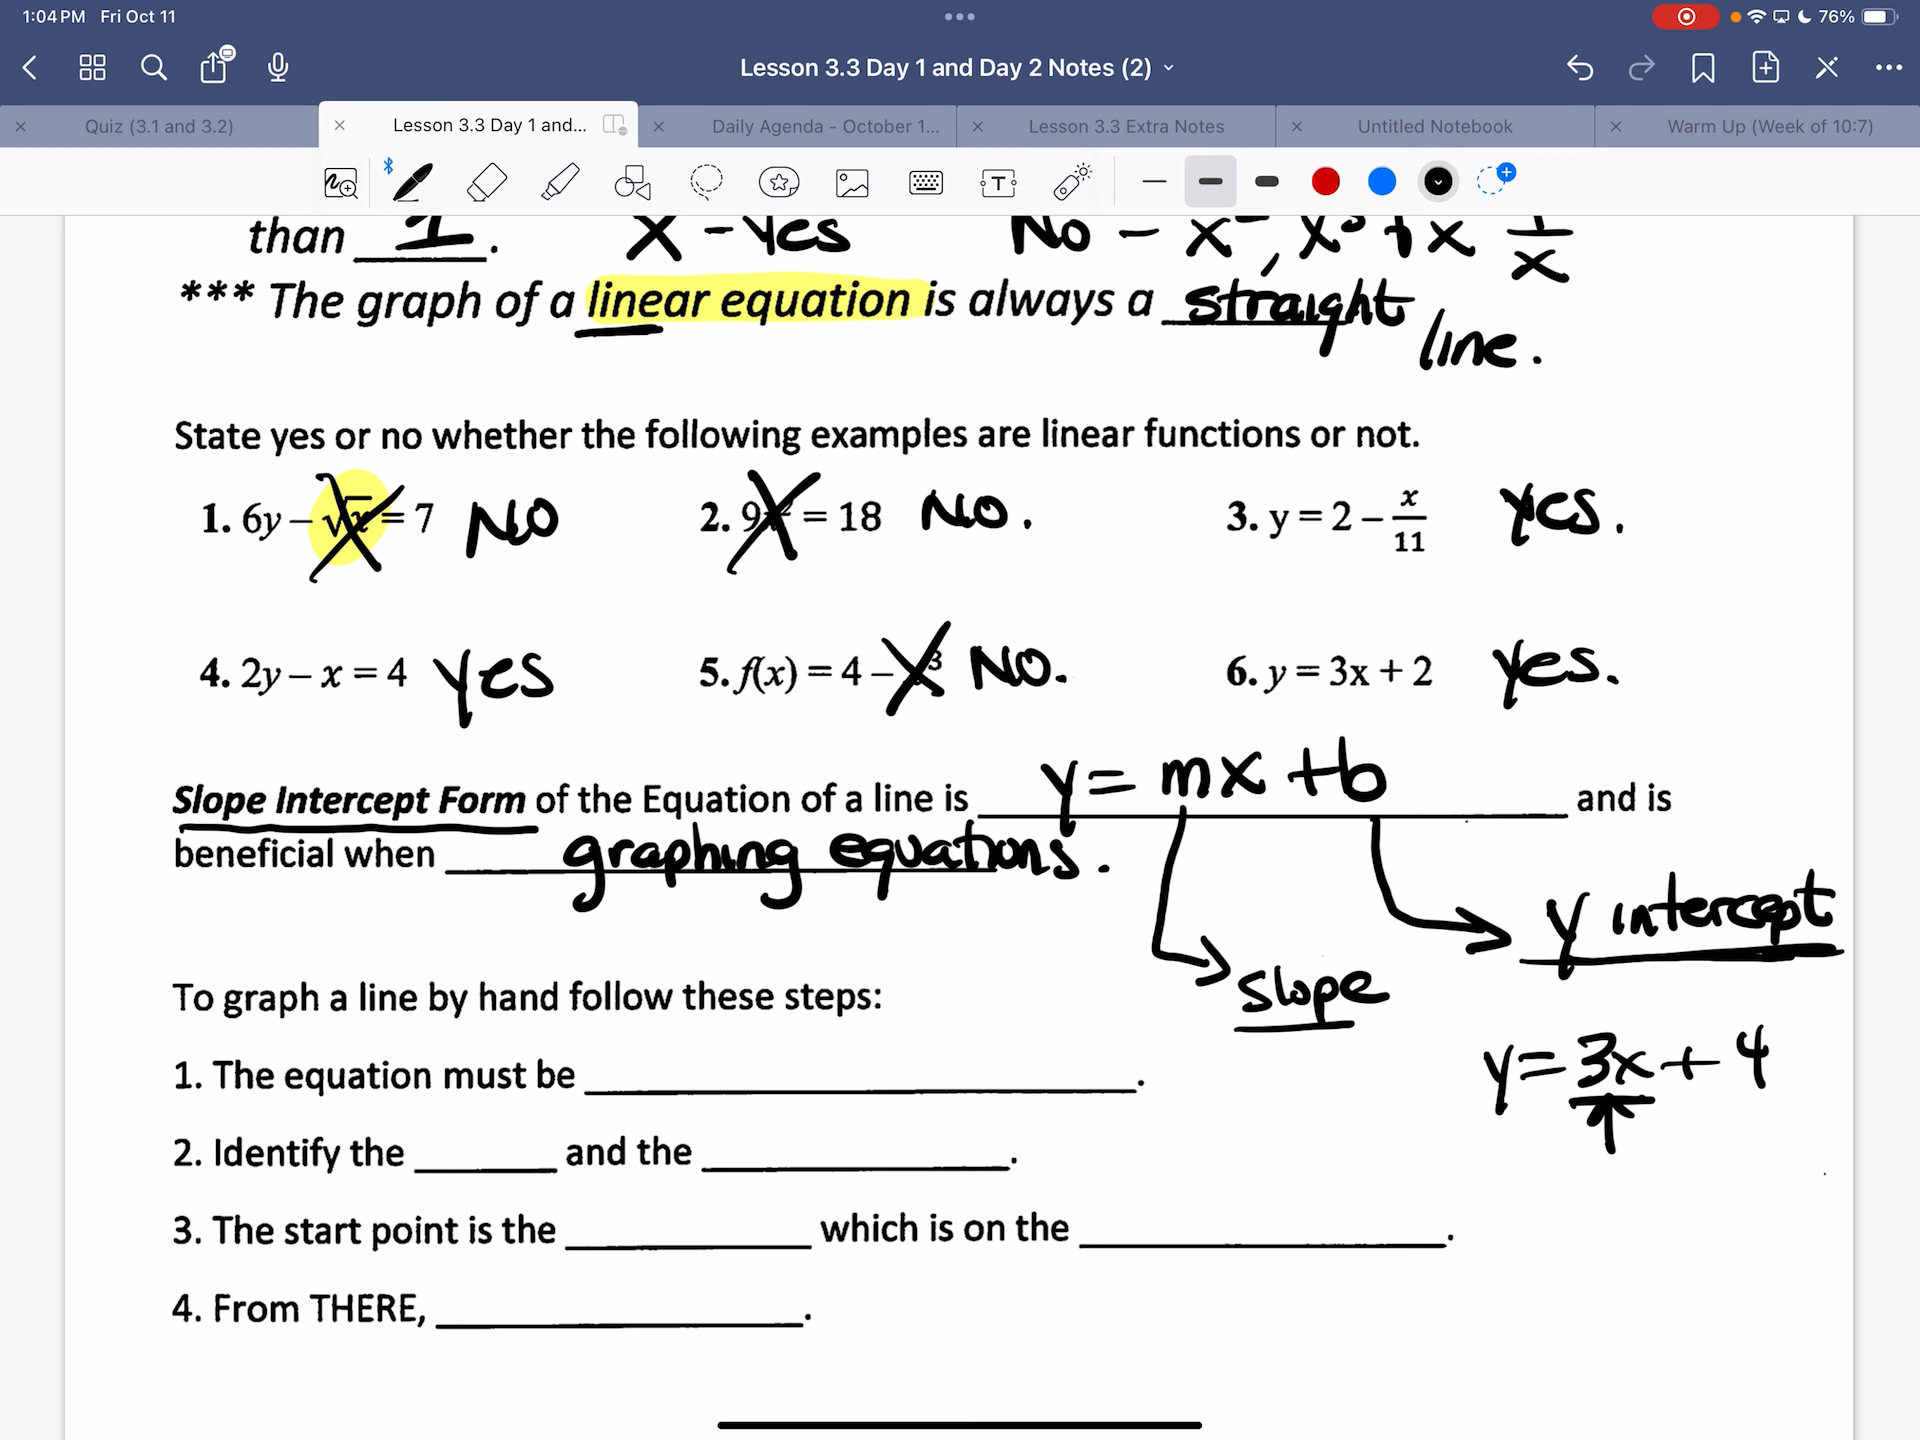 1:04 PM Fri Oct 11 76%
Lesson 3.3 Day 1 and Day 2 Notes (2)
Quiz (3.1 and 3.2) Lesson 3.3 Day 1 and... Daily Agenda - October 1... Lesson 3.3 Extra Notes Untitled Notebook Warm Up (Week of 10:7)
than 1. X - Yes No - x², x³ √x 1/x
*** The graph of a linear equation is always a straight
line.
State yes or no whether the following examples are linear functions or not.
1. 6y – √x = 7 NO 2. 9x² = 18 NO. 3. y = 2 – x/11 yes.
4. 2y – x = 4 yes 5. f(x) = 4 – x³ NO. 6. y = 3x + 2 yes.
Slope Intercept Form of the Equation of a line is y = mx + b and is
beneficial when graphing equations.
y intercept
slope
To graph a line by hand follow these steps:
y = 3x + 4
1. The equation must be ______.
2. Identify the ______ and the ______.
3. The start point is the ______ which is on the ______.
4. From THERE, ______.